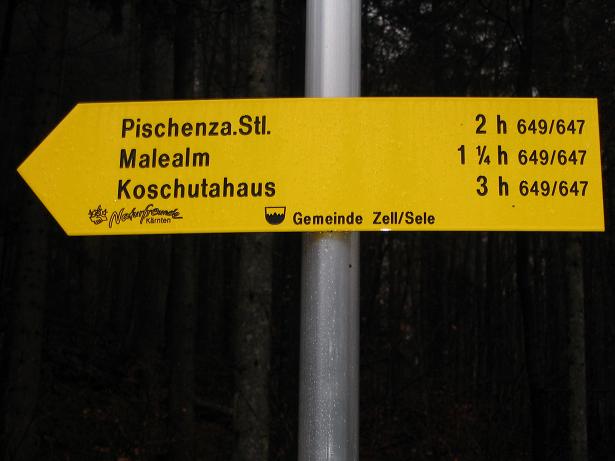 Pischenza.Stl. 2 h 649/647
Malealm 1 ¼ h 649/647
Koschutahaus 3 h 649/647
Naturfreunde
Kärnten
Gemeinde Zell/Sele